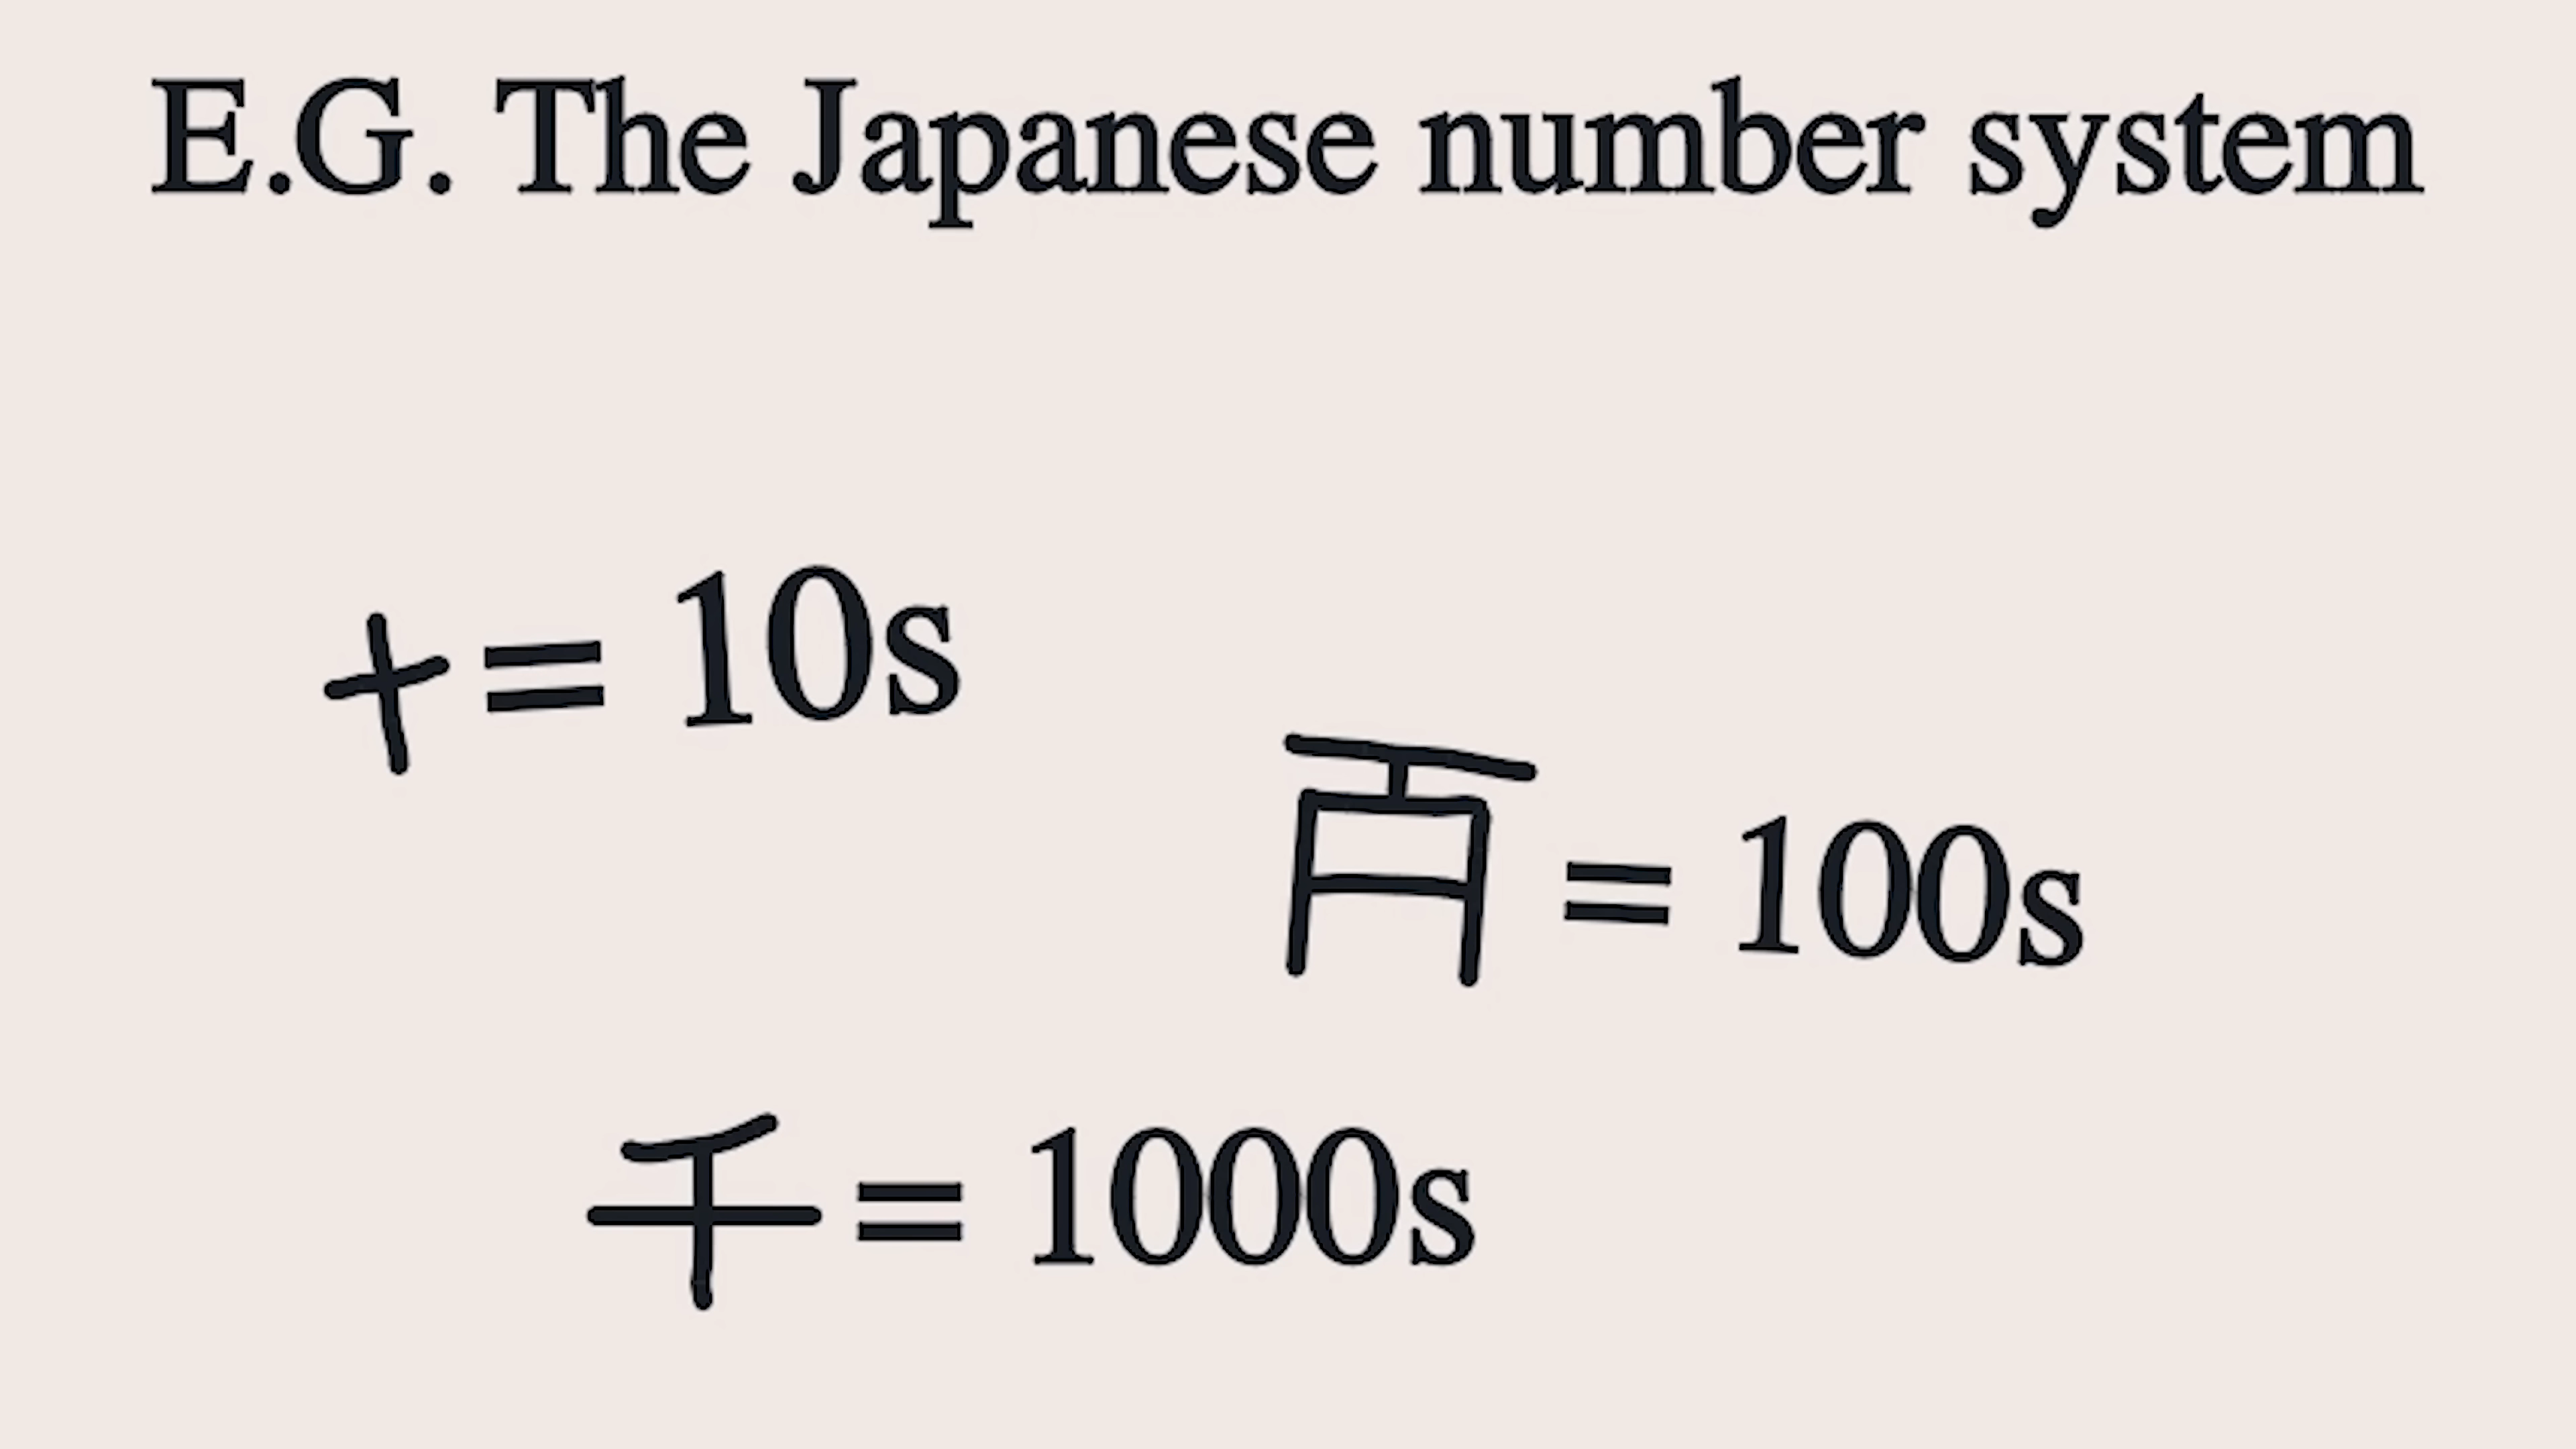 E.G. The Japanese number system
十= 10s
百= 100s
千= 1000s